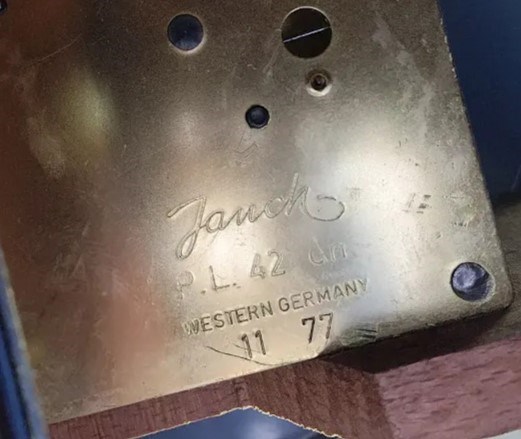 Jauch
P.L. 42 cm
WESTERN GERMANY
11 77